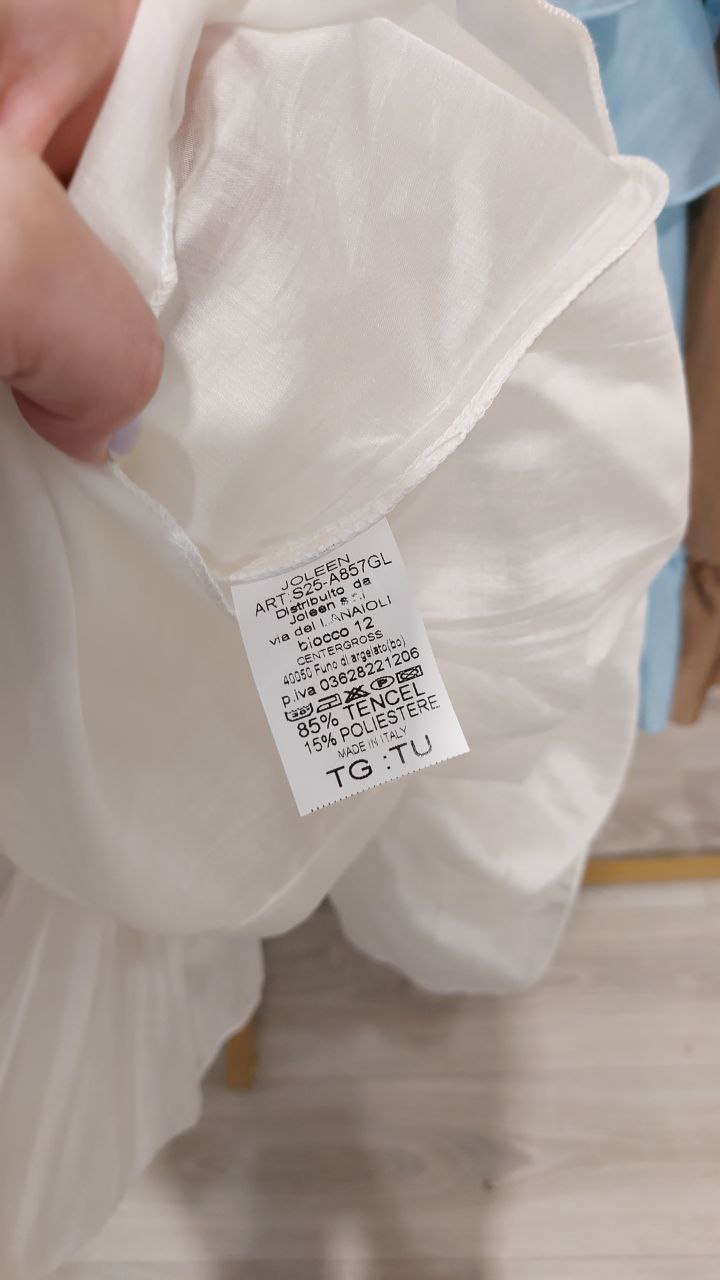 JOLEEN
ART:S25-A857GL
Distribuito da
Joleen
via dei LANAIOLI
blocco 12
CENTERGROSS
40050 Funo di argelato(bo)
p.iva 03628221206
85% TENCEL
15% POLIESTERE
MADE IN ITALY
TG :TU